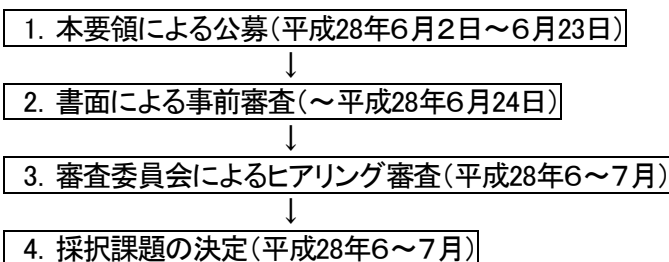 1. 本要領による公募(平成28年6月2日~6月23日)
↓
2. 書面による事前審査(~平成28年6月24日)
↓
3. 審査委員会によるヒアリング審査(平成28年6~7月)
↓
4. 採択課題の決定(平成28年6~7月)